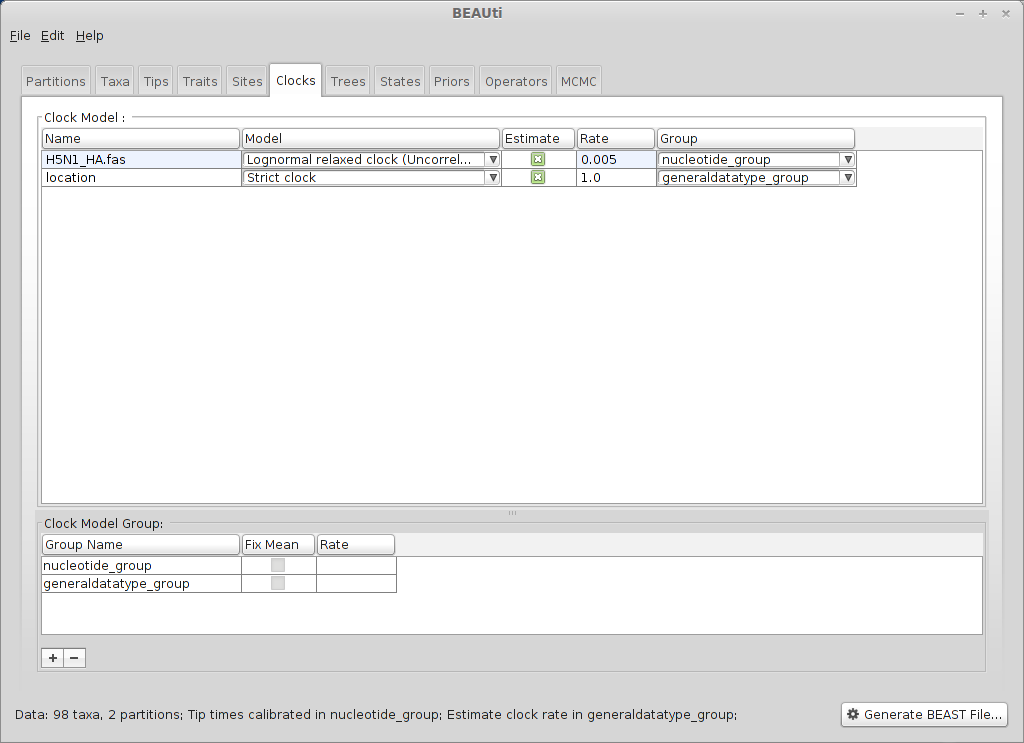 BEAUti
File Edit Help
Partitions Taxa Tips Traits Sites Clocks Trees States Priors Operators MCMC
Clock Model :
Name Model Estimate Rate Group
H5N1_HA.fas Lognormal relaxed clock (Uncorrel... 0.005 nucleotide_group
location Strict clock 1.0 generaldatatype_group
Clock Model Group:
Group Name Fix Mean Rate
nucleotide_group
generaldatatype_group
Data: 98 taxa, 2 partitions; Tip times calibrated in nucleotide_group; Estimate clock rate in generaldatatype_group;
Generate BEAST File...